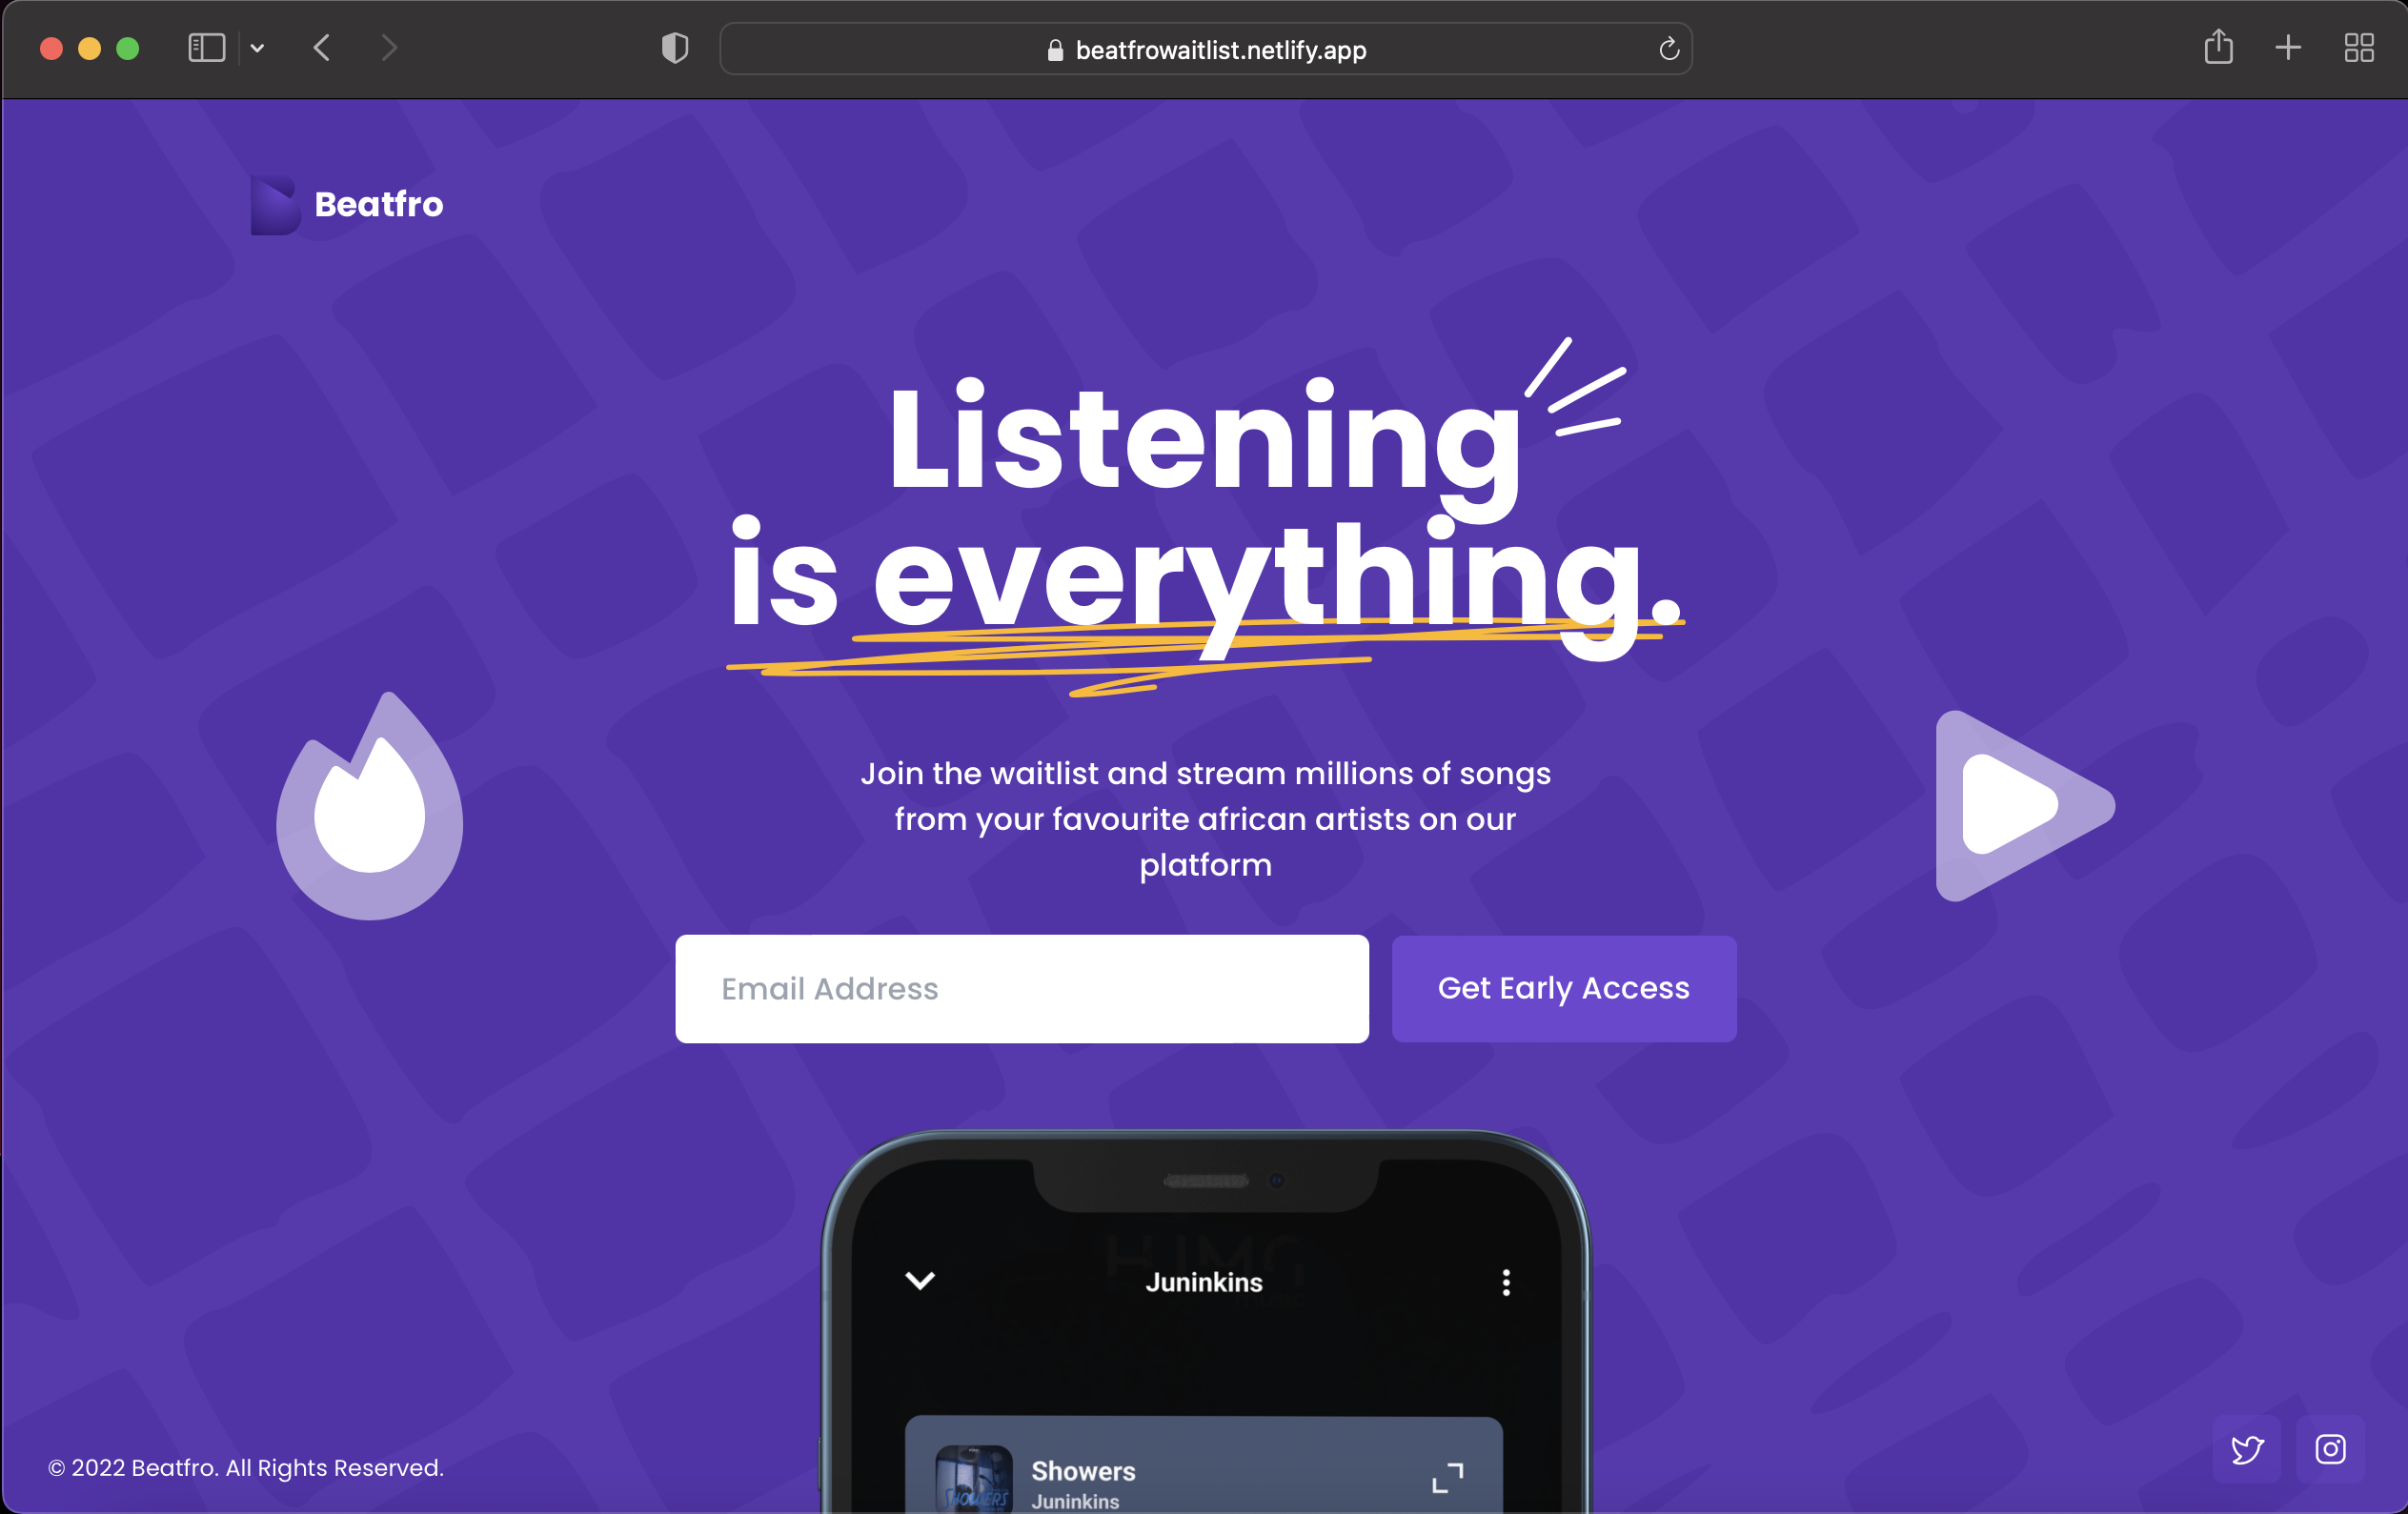 beatfrowaitlist.netlify.app
Beatfro
Listening
is everything.
Join the waitlist and stream millions of songs
from your favourite african artists on our
platform
Email Address
Get Early Access
Juninkins
Showers
Juninkins
SHOWERS
© 2022 Beatfro. All Rights Reserved.